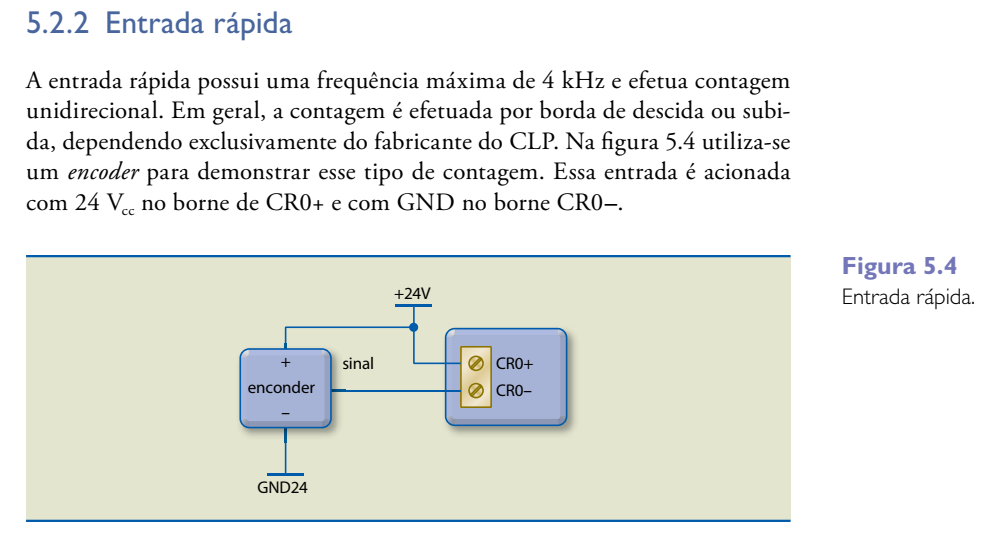 5.2.2 Entrada rápida
A entrada rápida possui uma frequência máxima de 4 kHz e efetua contagem
unidirecional. Em geral, a contagem é efetuada por borda de descida ou subi-
da, dependendo exclusivamente do fabricante do CLP. Na figura 5.4 utiliza-se
um encoder para demonstrar esse tipo de contagem. Essa entrada é acionada
com 24 Vcc no borne de CR0+ e com GND no borne CR0–.
Figura 5.4
Entrada rápida.
+24V
+
sinal
CR0+
enconder
CR0–
–
GND24